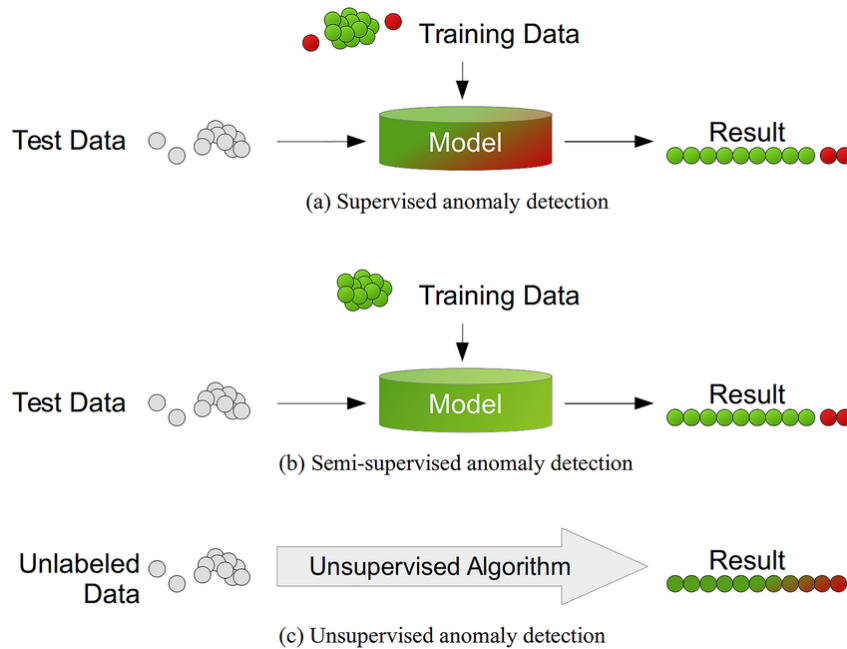 Training Data
Test Data
Model
Result
(a) Supervised anomaly detection
Training Data
Test Data
Model
Result
(b) Semi-supervised anomaly detection
Unlabeled
Data
Unsupervised Algorithm
Result
(c) Unsupervised anomaly detection